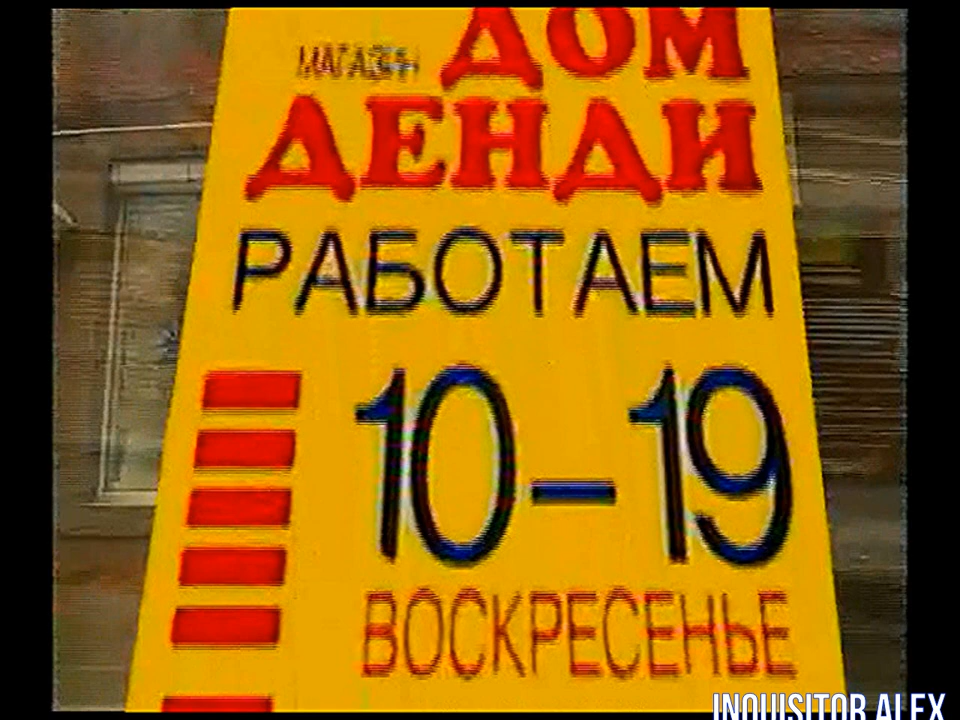 МАГАЗИН ДОМ
ДЕНДИ
РАБОТАЕМ
10-19
ВОСКРЕСЕНЬЕ
INQUISITOR ALEX